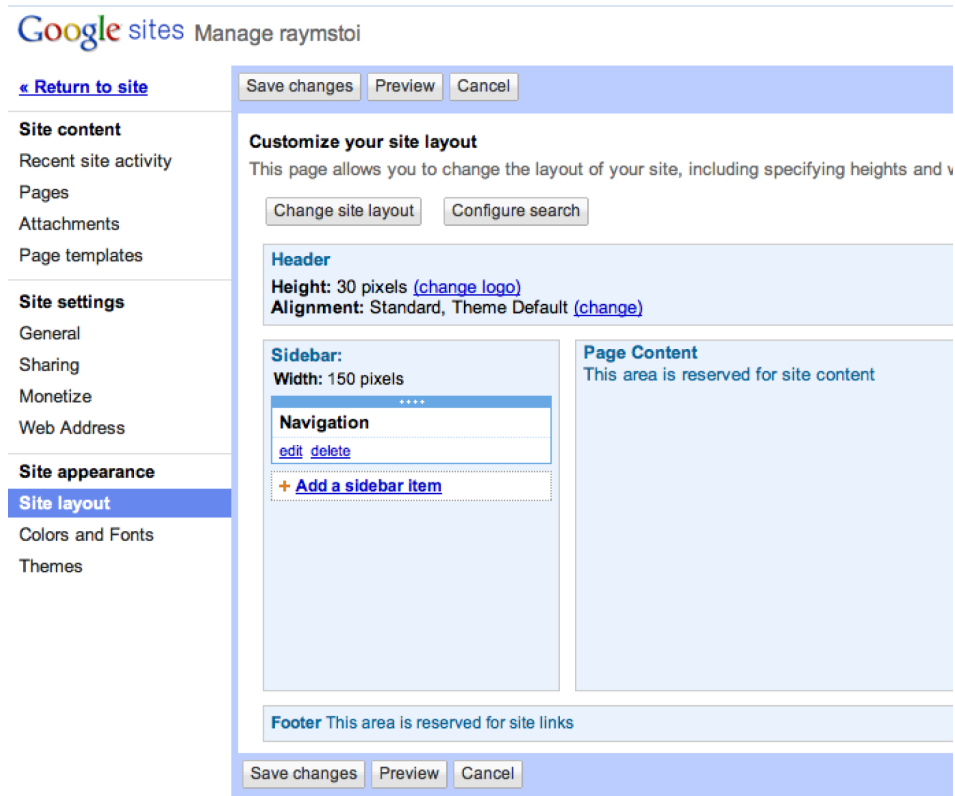 Google sites Manage raymstoi
« Return to site
Site content
Recent site activity
Pages
Attachments
Page templates
Site settings
General
Sharing
Monetize
Web Address
Site appearance
Site layout
Colors and Fonts
Themes
Save changes Preview Cancel
Customize your site layout
This page allows you to change the layout of your site, including specifying heights and
Change site layout Configure search
Header
Height: 30 pixels (change logo)
Alignment: Standard, Theme Default (change)
Sidebar:
Width: 150 pixels
Navigation
edit delete
+ Add a sidebar item
Page Content
This area is reserved for site content
Footer This area is reserved for site links
Save changes Preview Cancel